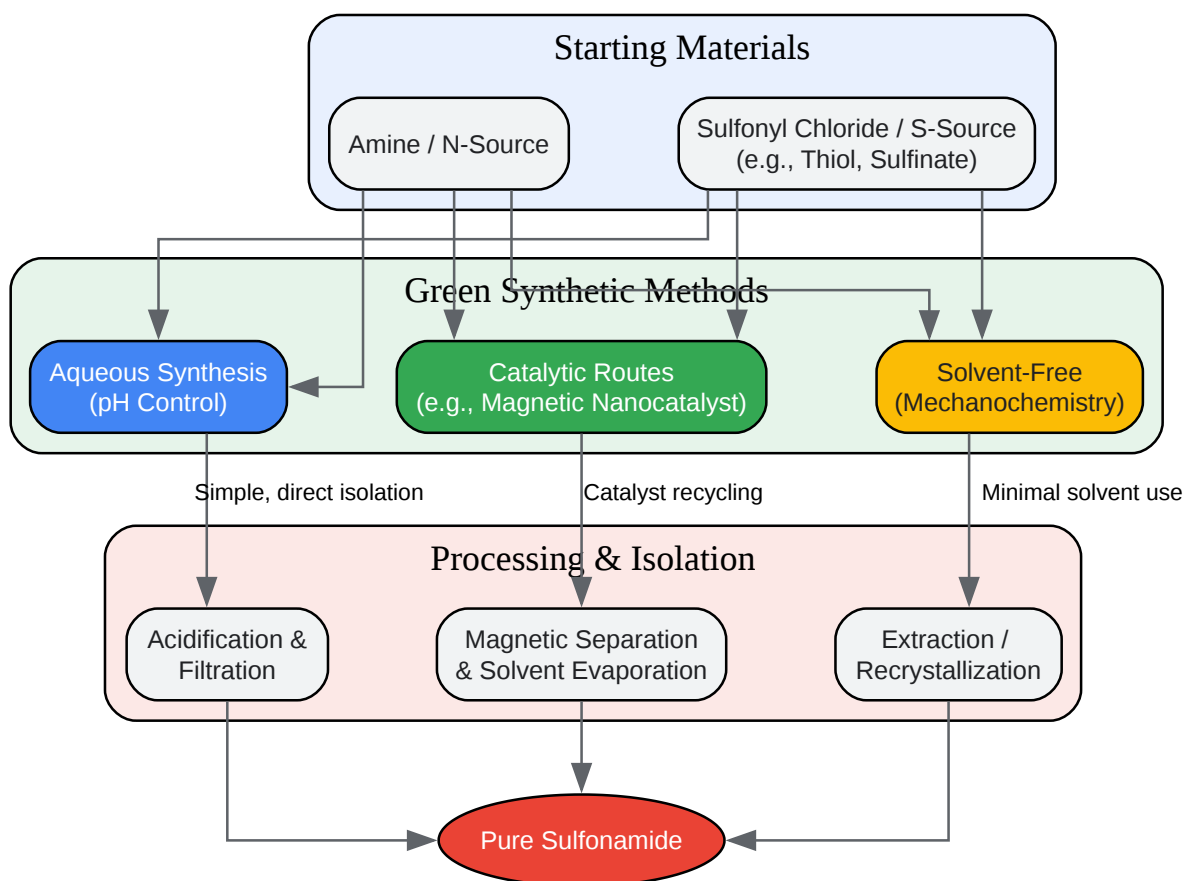 Starting Materials
Amine / N-Source
Sulfonyl Chloride / S-Source
(e.g., Thiol, Sulfinate)
Green Synthetic Methods
Aqueous Synthesis
(pH Control)
Catalytic Routes
(e.g., Magnetic Nanocatalyst)
Solvent-Free
(Mechanochemistry)
Simple, direct isolation
Catalyst recycling
Minimal solvent use
Processing & Isolation
Acidification &
Filtration
Magnetic Separation
& Solvent Evaporation
Extraction /
Recrystallization
Pure Sulfonamide